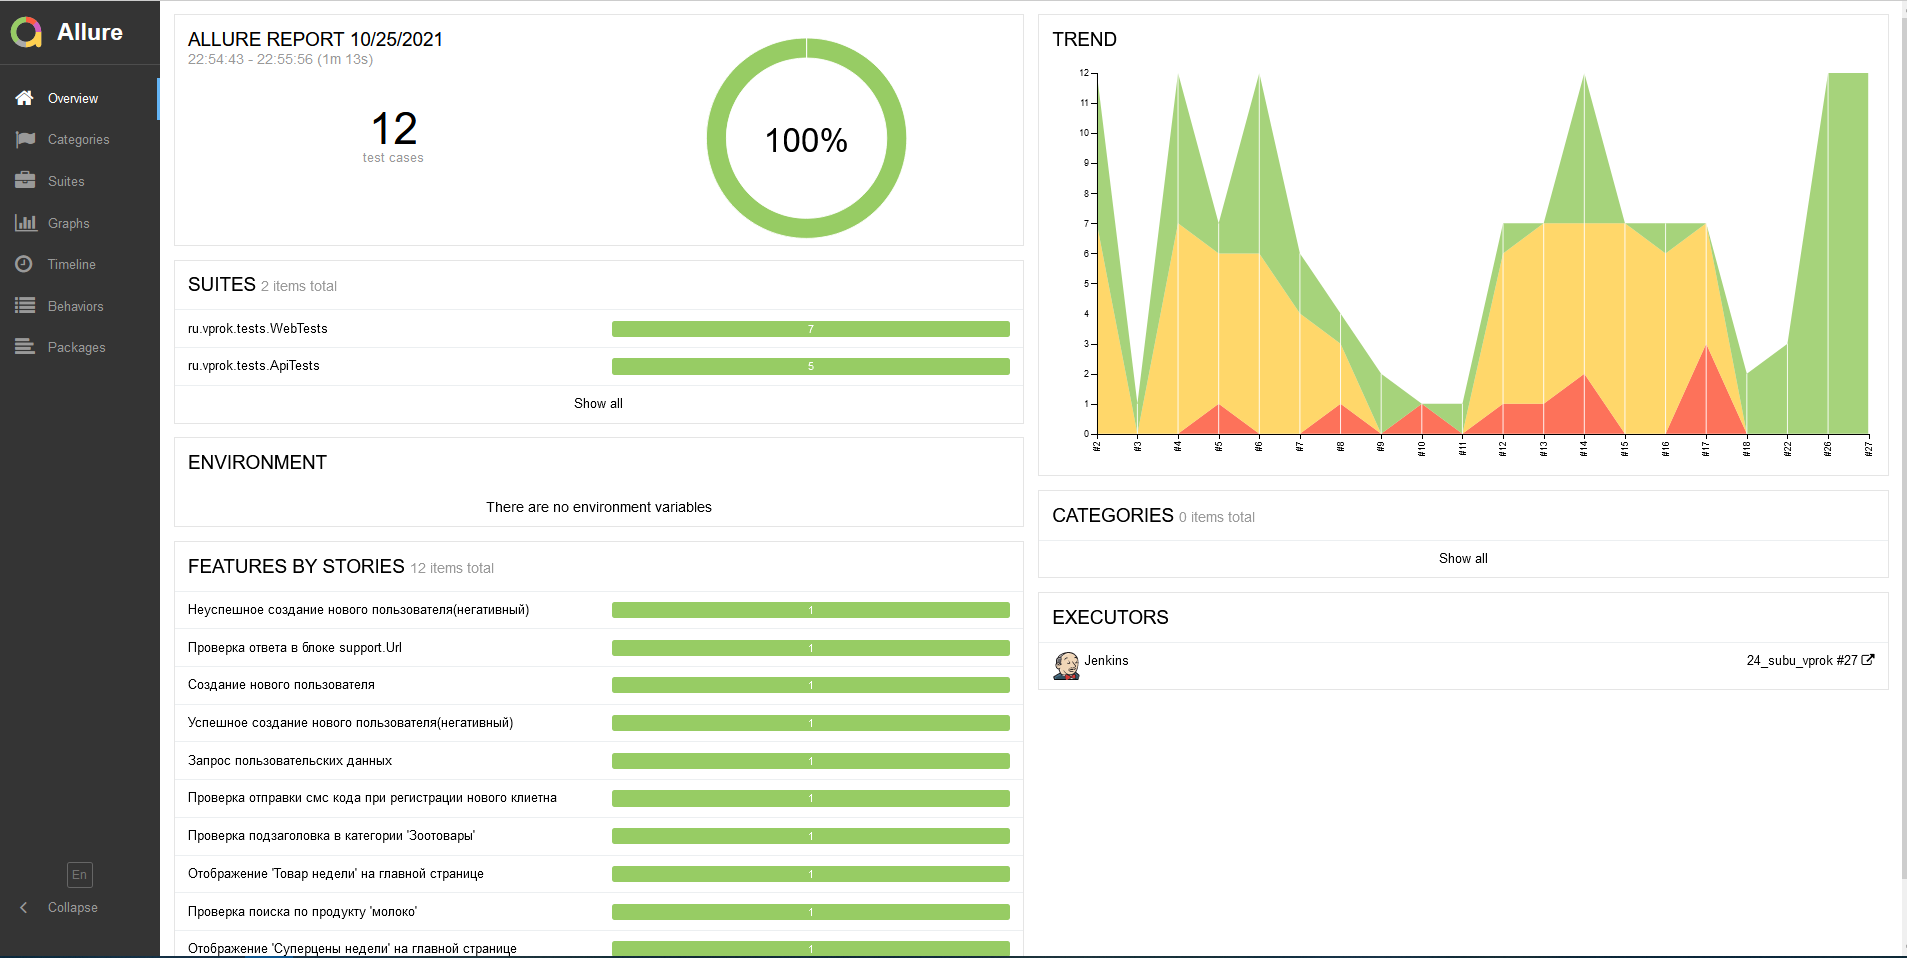 Allure
Overview
Categories
Suites
Graphs
Timeline
Behaviors
Packages
En
Collapse
ALLURE REPORT 10/25/2021
22:54:43 - 22:55:56 (1m 13s)
12
test cases
100%
SUITES 2 items total
ru.vprok.tests.WebTests 7
ru.vprok.tests.ApiTests 5
Show all
ENVIRONMENT
There are no environment variables
FEATURES BY STORIES 12 items total
Неуспешное создание нового пользователя(негативный) 1
Проверка ответа в блоке support.Url 1
Создание нового пользователя 1
Успешное создание нового пользователя(негативный) 1
Запрос пользовательских данных 1
Проверка отправки смс кода при регистрации нового клиетна 1
Проверка подзаголовка в категории 'Зоотовары' 1
Отображение 'Товар недели' на главной странице 1
Проверка поиска по продукту 'молоко' 1
Отображение 'Суперцены недели' на главной странице 1
TREND
12
11
10
9
8
7
6
5
4
3
2
1
0
#2 #3 #4 #5 #6 #7 #8 #9 #10 #11 #12 #13 #14 #15 #16 #17 #18 #22 #26 #27
CATEGORIES 0 items total
Show all
EXECUTORS
Jenkins 24_subu_vprok #27